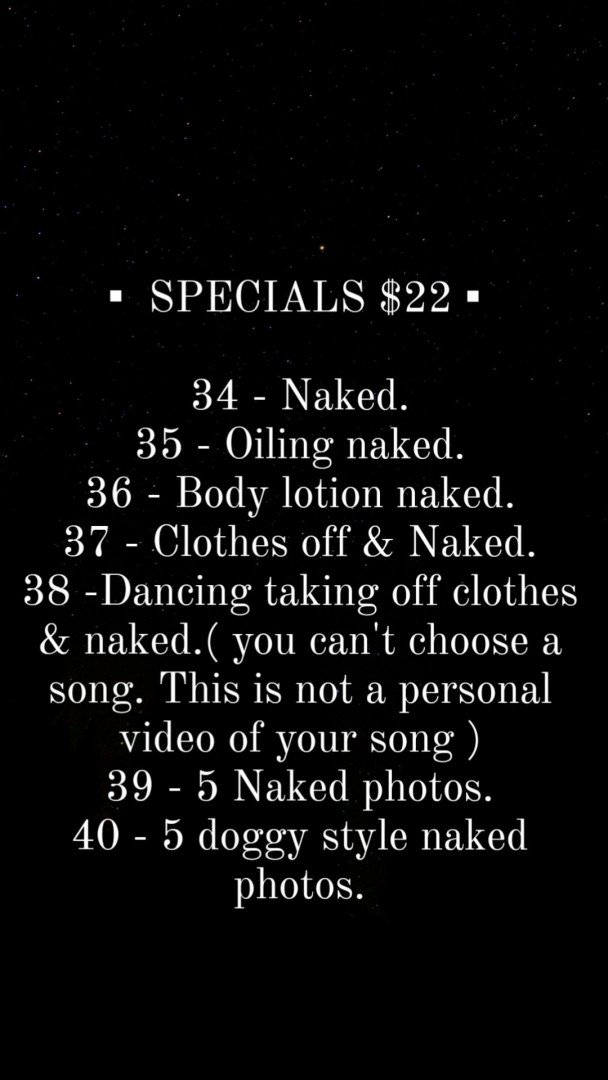 ▪ SPECIALS $22 ▪
34 - Naked.
35 - Oiling naked.
36 - Body lotion naked.
37 - Clothes off & Naked.
38 -Dancing taking off clothes
& naked.( you can't choose a
song. This is not a personal
video of your song )
39 - 5 Naked photos.
40 - 5 doggy style naked
photos.